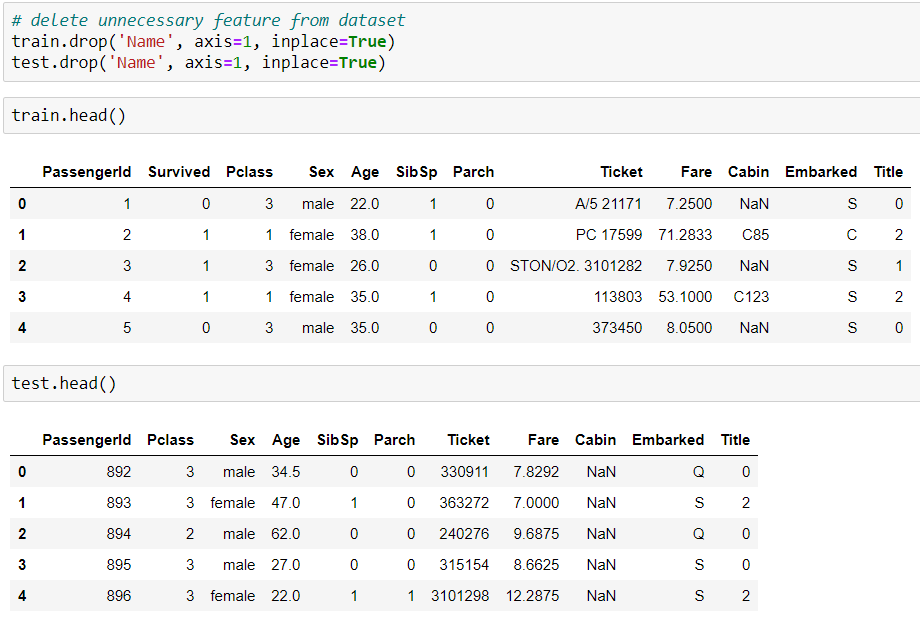 # delete unnecessary feature from dataset
train.drop('Name', axis=1, inplace=True)
test.drop('Name', axis=1, inplace=True)
train.head()
PassengerId Survived Pclass Sex Age SibSp Parch Ticket Fare Cabin Embarked Title
0 1 0 3 male 22.0 1 0 A/5 21171 7.2500 NaN S 0
1 2 1 1 female 38.0 1 0 PC 17599 71.2833 C85 C 2
2 3 1 3 female 26.0 0 0 STON/O2. 3101282 7.9250 NaN S 1
3 4 1 1 female 35.0 1 0 113803 53.1000 C123 S 2
4 5 0 3 male 35.0 0 0 373450 8.0500 NaN S 0
test.head()
PassengerId Pclass Sex Age SibSp Parch Ticket Fare Cabin Embarked Title
0 892 3 male 34.5 0 0 330911 7.8292 NaN Q 0
1 893 3 female 47.0 1 0 363272 7.0000 NaN S 2
2 894 2 male 62.0 0 0 240276 9.6875 NaN Q 0
3 895 3 male 27.0 0 0 315154 8.6625 NaN S 0
4 896 3 female 22.0 1 1 3101298 12.2875 NaN S 2